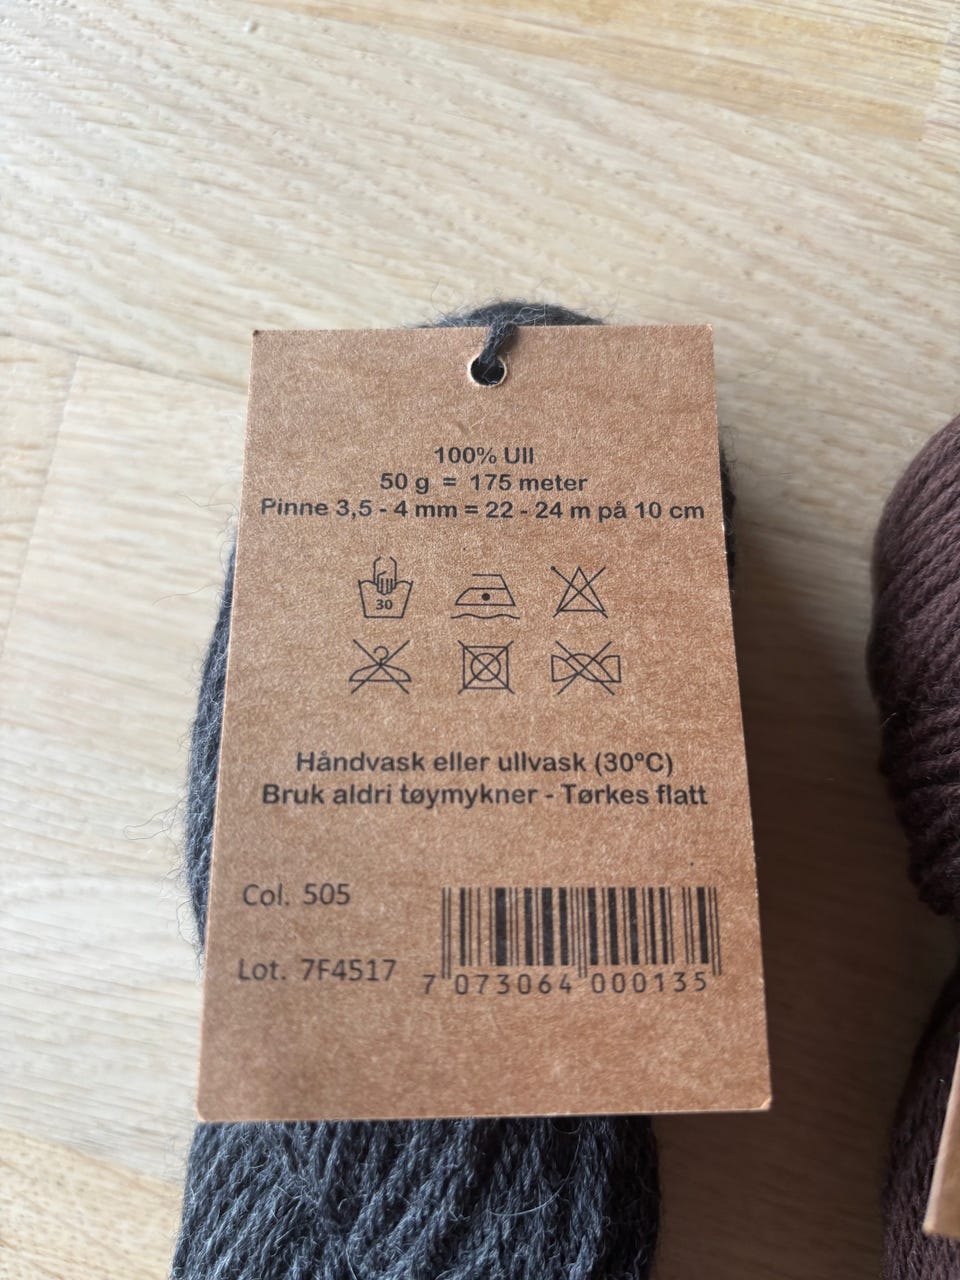 100% Ull
50 g = 175 meter
Pinne 3,5 - 4 mm = 22 - 24 m på 10 cm
30
Håndvask eller ullvask (30ºC)
Bruk aldri tøymykner - Tørkes flatt
Col. 505
Lot. 7F4517
7 073064 000135